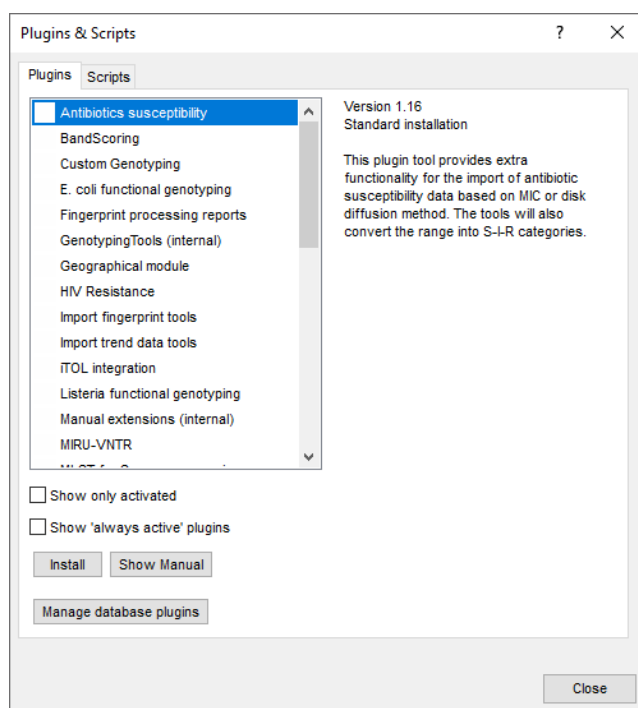 Plugins & Scripts
?
Plugins
Scripts
Antibiotics susceptibility
BandScoring
Custom Genotyping
E. coli functional genotyping
Fingerprint processing reports
GenotypingTools (internal)
Geographical module
HIV Resistance
Import fingerprint tools
Import trend data tools
iTOL integration
Listeria functional genotyping
Manual extensions (internal)
MIRU-VNTR
Version 1.16
Standard installation
This plugin tool provides extra
functionality for the import of antibiotic
susceptibility data based on MIC or disk
diffusion method. The tools will also
convert the range into S-I-R categories.
Show only activated
Show 'always active' plugins
Install
Show Manual
Manage database plugins
Close